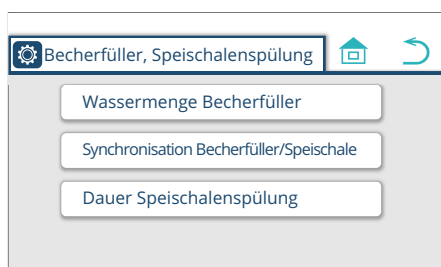 Becherfüller, Speischalenspülung
Wassermenge Becherfüller
Synchronisation Becherfüller/Speischale
Dauer Speischalenspülung